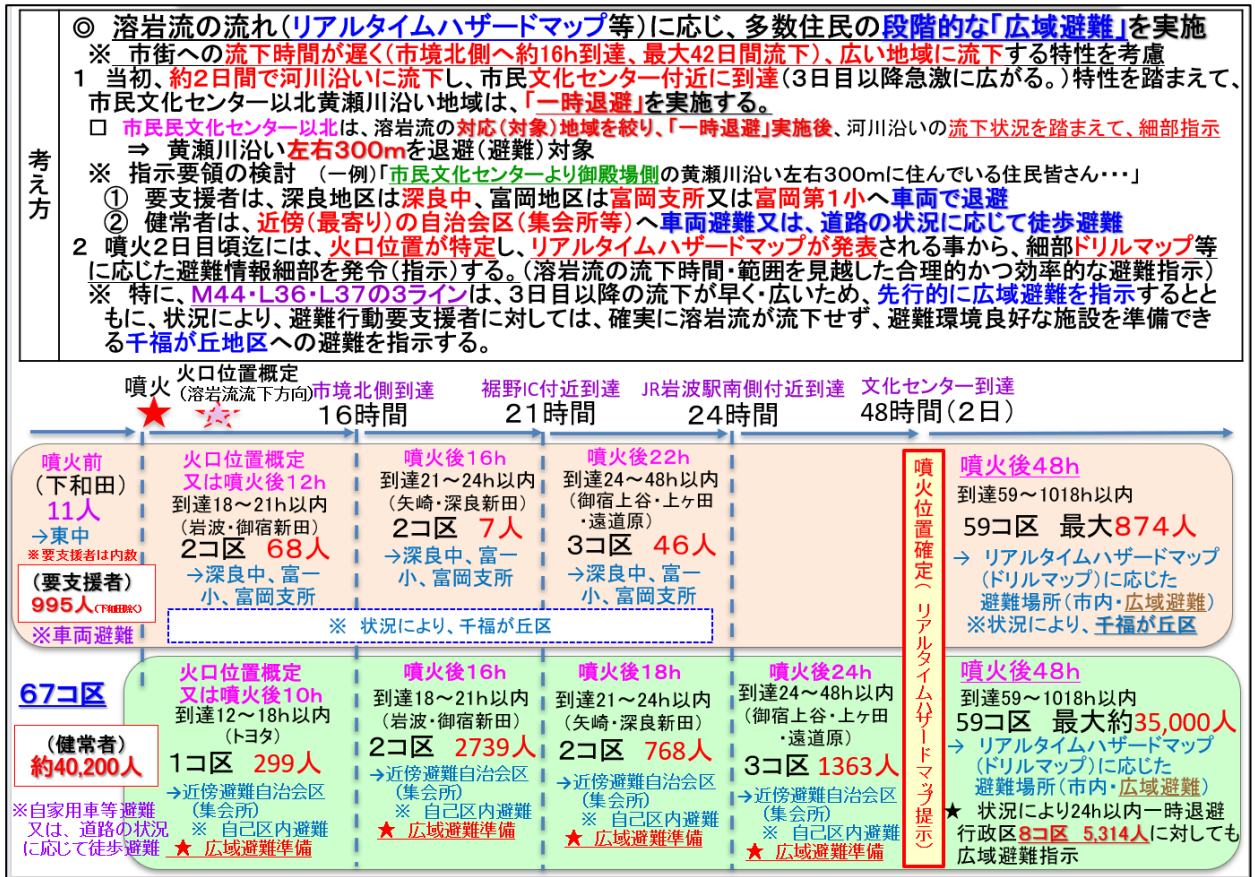 考え方
◎ 溶岩流の流れ(リアルタイムハザードマップ等)に応じ、多数住民の段階的な「広域避難」を実施
※ 市街への流下時間が遅く(市境北側へ約16h到達、最大42日間流下)、広い地域に流下する特性を考慮
1 当初、約2日間で河川沿いに流下し、市民文化センター付近に到達(3日目以降急激に広がる。)特性を踏まえて、
市民文化センター以北黄瀬川沿い地域は、「一時退避」を実施する。
□ 市民民文化センター以北は、溶岩流の対応(対象)地域を絞り、「一時退避」実施後、河川沿いの流下状況を踏まえて、細部指示
⇒ 黄瀬川沿い左右300mを退避(避難)対象
※ 指示要領の検討 (一例)「市民文化センターより御殿場側の黄瀬川沿い左右300mに住んでいる住民皆さん・・・」
① 要支援者は、深良地区は深良中、富岡地区は富岡支所又は富岡第1小へ車両で退避
② 健常者は、近傍(最寄り)の自治会区(集会所等)へ車両避難又は、道路の状況に応じて徒歩避難
2 噴火2日目頃迄には、火口位置が特定し、リアルタイムハザードマップが発表される事から、細部ドリルマップ等
に応じた避難情報細部を発令(指示)する。(溶岩流の流下時間・範囲を見越した合理的かつ効率的な避難指示)
※ 特に、M44・L36・L37の3ラインは、3日目以降の流下が早く・広いため、先行的に広域避難を指示するとと
もに、状況により、避難行動要支援者に対しては、確実に溶岩流が流下せず、避難環境良好な施設を準備でき
る千福が丘地区への避難を指示する。
噴火
火口位置概定
(溶岩流流下方向)
市境北側到達
16時間
裾野IC付近到達
21時間
JR岩波駅南側付近到達
24時間
文化センター到達
48時間(2日)
噴火前
(下和田)
11人
→東中
※要支援者は内数
(要支援者)
995人(下和田除く)
※車両避難
火口位置概定
又は噴火後12h
到達18~21h以内
(岩波・御宿新田)
2コ区 68人
→深良中、富一
小、富岡支所
噴火後16h
到達21~24h以内
(矢崎・深良新田)
2コ区 7人
→深良中、富一
小、富岡支所
噴火後22h
到達24~48h以内
(御宿上谷・上ヶ田
・遠道原)
3コ区 46人
→深良中、富一
小、富岡支所
※ 状況により、千福が丘区
噴火位置確定(リアルタイムハザードマップ提示)
噴火後48h
到達59~1018h以内
59コ区 最大874人
→ リアルタイムハザードマップ
(ドリルマップ)に応じた
避難場所(市内・広域避難)
※状況により、千福が丘区
67コ区
(健常者)
約40,200人
※自家用車等避難
又は、道路の状況
に応じて徒歩避難
火口位置概定
又は噴火後10h
到達12~18h以内
(トヨタ)
1コ区 299人
→近傍避難自治会区
(集会所)
※ 自己区内避難
★ 広域避難準備
噴火後16h
到達18~21h以内
(岩波・御宿新田)
2コ区 2739人
→近傍避難自治会区
(集会所)
※ 自己区内避難
★ 広域避難準備
噴火後18h
到達21~24h以内
(矢崎・深良新田)
2コ区 768人
→近傍避難自治会区
(集会所)
※ 自己区内避難
★ 広域避難準備
噴火後24h
到達24~48h以内
(御宿上谷・上ヶ田
・遠道原)
3コ区 1363人
→近傍避難自治会区
(集会所)
※ 自己区内避難
★ 広域避難準備
噴火後48h
到達59~1018h以内
59コ区 最大約35,000人
→ リアルタイムハザードマップ
(ドリルマップ)に応じた
避難場所(市内・広域避難)
★ 状況により24h以内一時退避
行政区8コ区 5,314人に対しても
広域避難指示